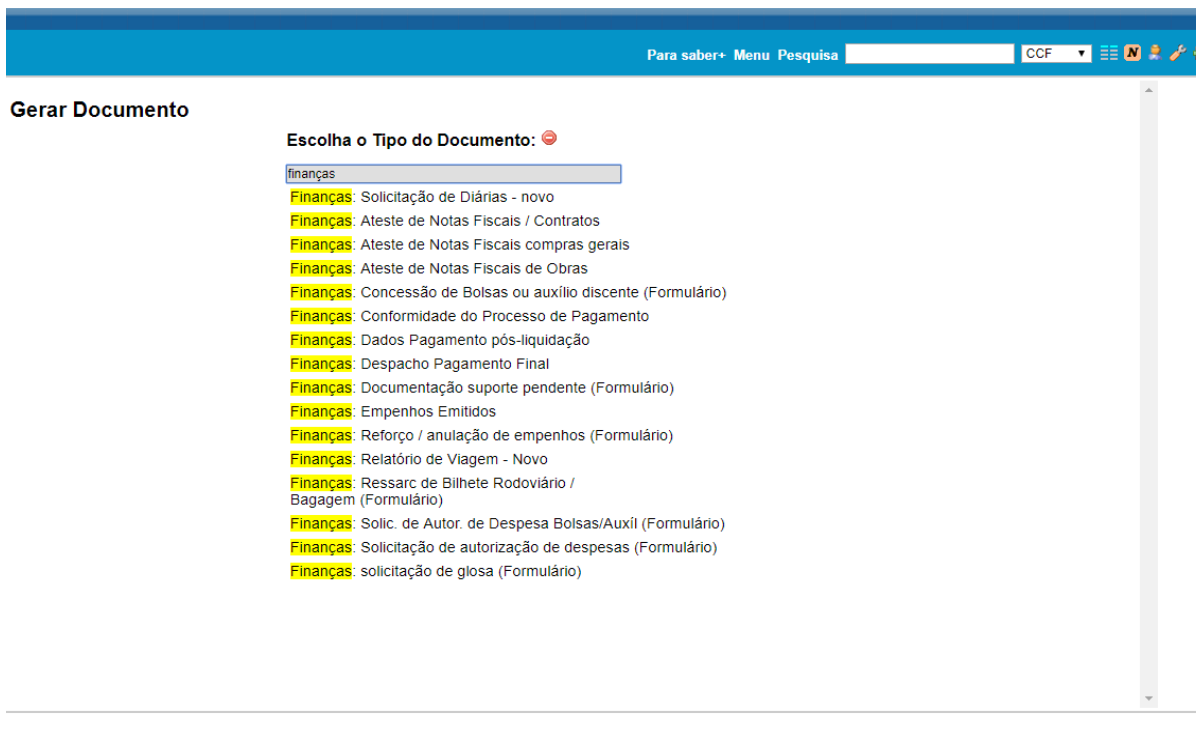 Para saber+ Menu Pesquisa CCF N
Gerar Documento
Escolha o Tipo do Documento:
finanças
Finanças: Solicitação de Diárias - novo
Finanças: Ateste de Notas Fiscais / Contratos
Finanças: Ateste de Notas Fiscais compras gerais
Finanças: Ateste de Notas Fiscais de Obras
Finanças: Concessão de Bolsas ou auxílio discente (Formulário)
Finanças: Conformidade do Processo de Pagamento
Finanças: Dados Pagamento pós-liquidação
Finanças: Despacho Pagamento Final
Finanças: Documentação suporte pendente (Formulário)
Finanças: Empenhos Emitidos
Finanças: Reforço / anulação de empenhos (Formulário)
Finanças: Relatório de Viagem - Novo
Finanças: Ressarc de Bilhete Rodoviário /
Bagagem (Formulário)
Finanças: Solic. de Autor. de Despesa Bolsas/Auxíl (Formulário)
Finanças: Solicitação de autorização de despesas (Formulário)
Finanças: solicitação de glosa (Formulário)